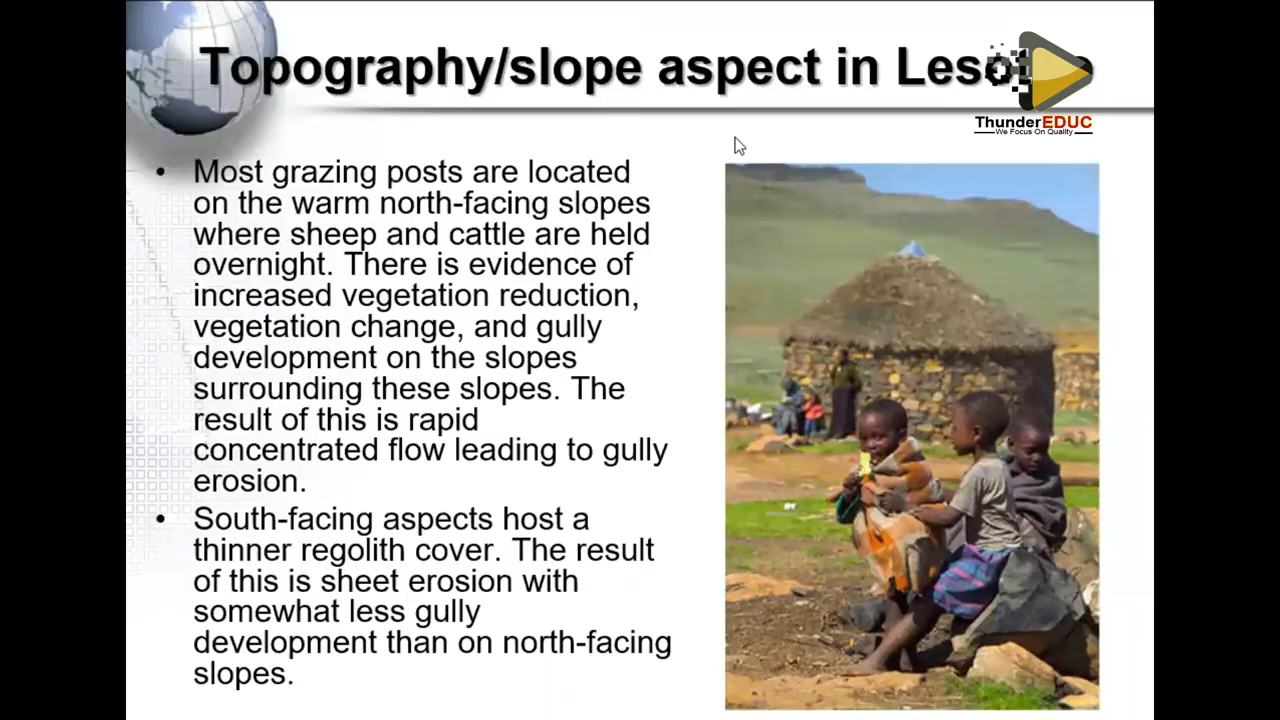 Topography/slope aspect in
ThunderEDUC
We Focus On Quality
• Most grazing posts are located
on the warm north-facing slopes
where sheep and cattle are held
overnight. There is evidence of
increased vegetation reduction,
vegetation change, and gully
development on the slopes
surrounding these slopes. The
result of this is rapid
concentrated flow leading to gully
erosion.
• South-facing aspects host a
thinner regolith cover. The result
of this is sheet erosion with
somewhat less gully
development than on north-facing
slopes.